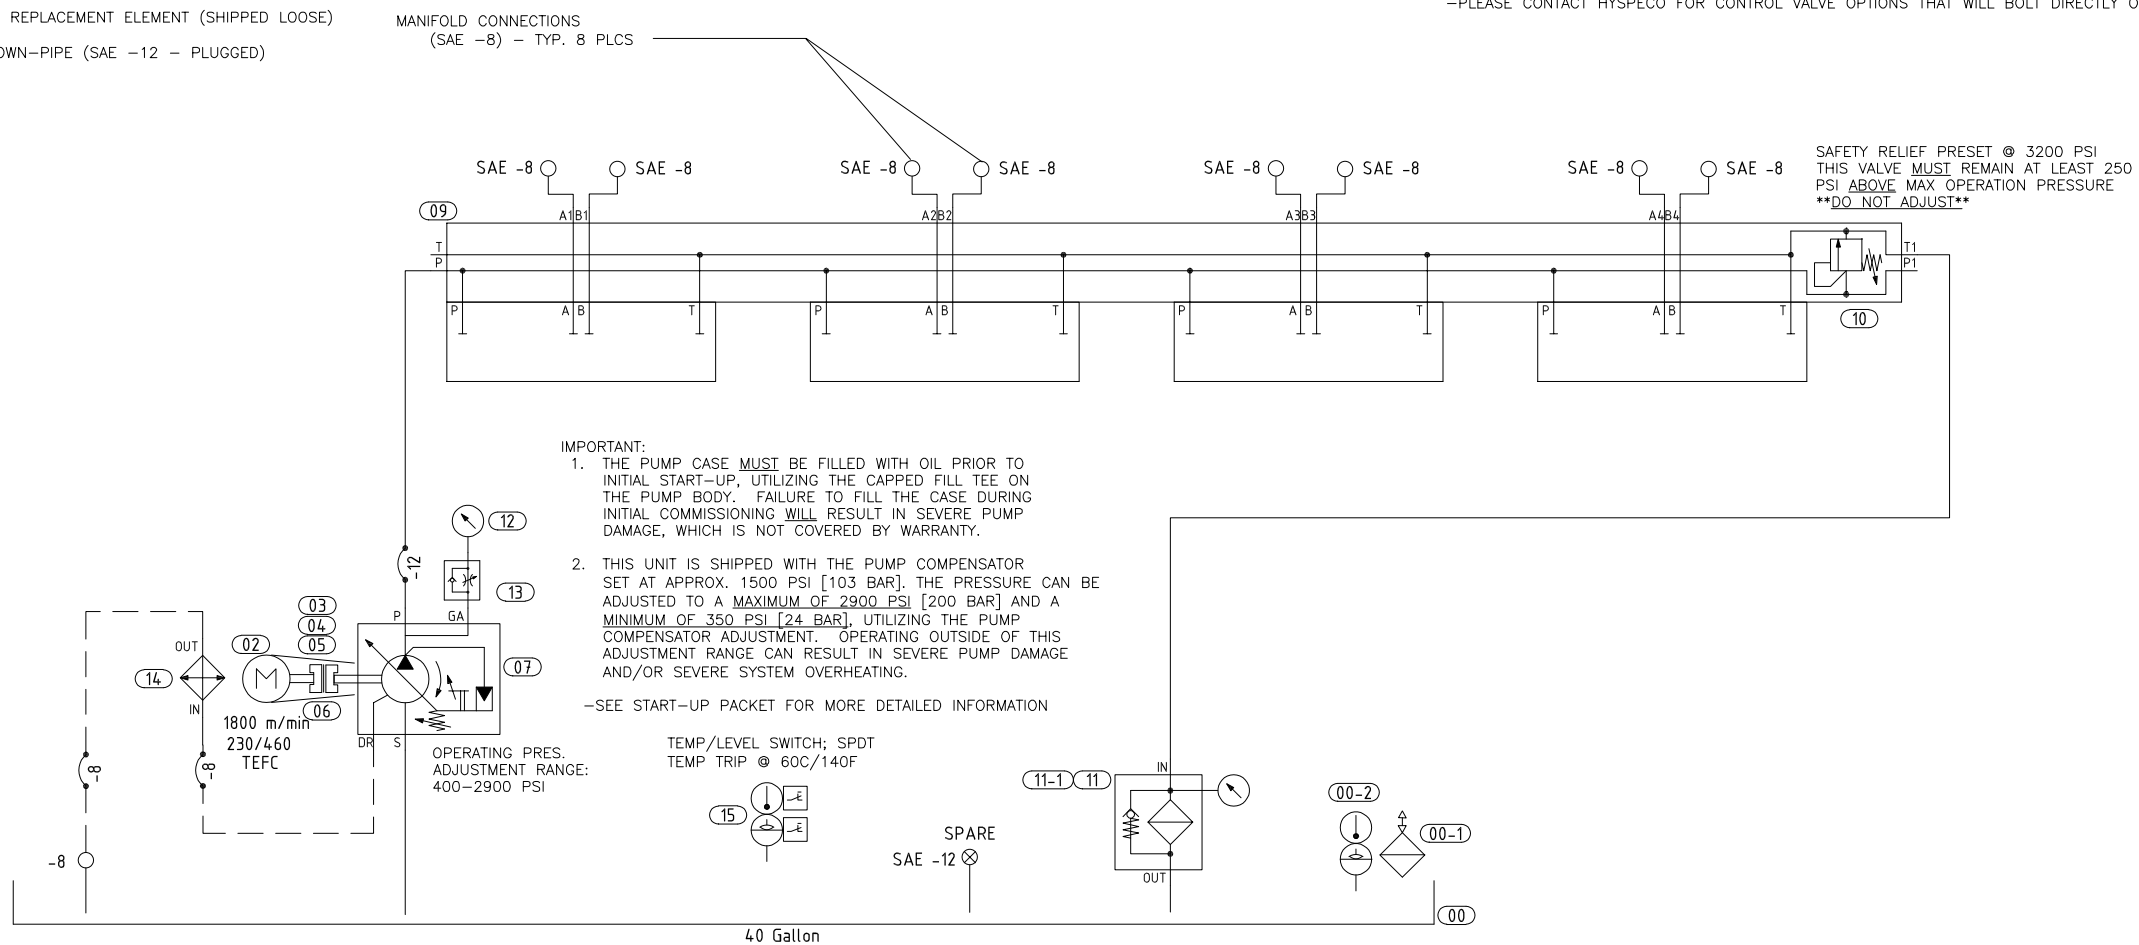 REPLACEMENT ELEMENT (SHIPPED LOOSE)
OWN-PIPE (SAE -12 - PLUGGED)
MANIFOLD CONNECTIONS
(SAE -8) - TYP. 8 PLCS
-PLEASE CONTACT HYSPECO FOR CONTROL VALVE OPTIONS THAT WILL BOLT DIRECTLY O
SAE -8
SAE -8
SAE -8
SAE -8
SAE -8
SAE -8
SAE -8
SAE -8
SAFETY RELIEF PRESET @ 3200 PSI
THIS VALVE MUST REMAIN AT LEAST 250
PSI ABOVE MAX OPERATION PRESSURE
**DO NOT ADJUST**
09
A1 B1
A2 B2
A3 B3
A4 B4
T
P
T1
P1
P A B T
P A B T
P A B T
P A B T
10
IMPORTANT:
1. THE PUMP CASE MUST BE FILLED WITH OIL PRIOR TO
INITIAL START-UP, UTILIZING THE CAPPED FILL TEE ON
THE PUMP BODY. FAILURE TO FILL THE CASE DURING
INITIAL COMMISSIONING WILL RESULT IN SEVERE PUMP
DAMAGE, WHICH IS NOT COVERED BY WARRANTY.
2. THIS UNIT IS SHIPPED WITH THE PUMP COMPENSATOR
SET AT APPROX. 1500 PSI [103 BAR]. THE PRESSURE CAN BE
ADJUSTED TO A MAXIMUM OF 2900 PSI [200 BAR] AND A
MINIMUM OF 350 PSI [24 BAR], UTILIZING THE PUMP
COMPENSATOR ADJUSTMENT. OPERATING OUTSIDE OF THIS
ADJUSTMENT RANGE CAN RESULT IN SEVERE PUMP DAMAGE
AND/OR SEVERE SYSTEM OVERHEATING.
-SEE START-UP PACKET FOR MORE DETAILED INFORMATION
12
-12
13
P
GA
03
04
05
02
OUT
M
07
14
IN
06
1800 m/min
230/460
TEFC
DR
S
OPERATING PRES.
ADJUSTMENT RANGE:
400-2900 PSI
-8
-8
-8
TEMP/LEVEL SWITCH; SPDT
TEMP TRIP @ 60C/140F
15
SPARE
SAE -12
IN
11-1
11
OUT
00-2
00-1
00
40 Gallon